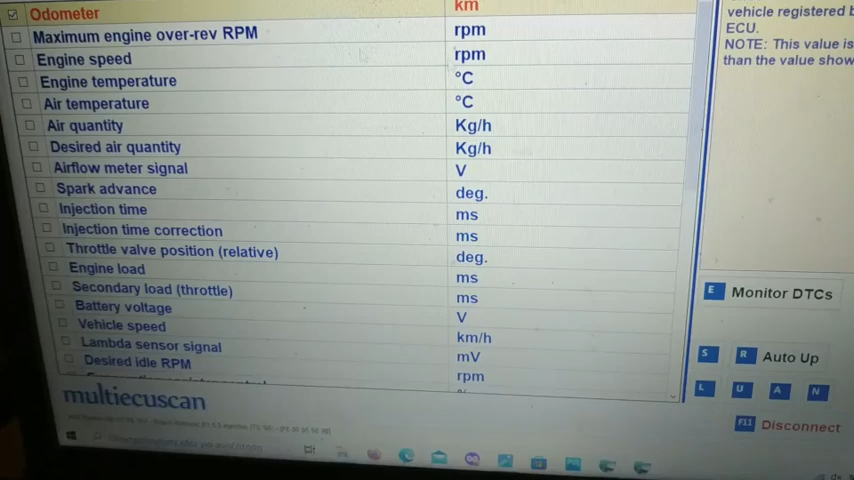 Odometer km
Maximum engine over-rev RPM rpm
Engine speed rpm
Engine temperature °C
Air temperature °C
Air quantity Kg/h
Desired air quantity Kg/h
Airflow meter signal V
Spark advance deg.
Injection time ms
Injection time correction ms
Throttle valve position (relative) deg.
Engine load ms
Secondary load (throttle) ms
Battery voltage V
Vehicle speed km/h
Lambda sensor signal mV
Desired idle RPM rpm
vehicle registered b
ECU.
NOTE: This value is
than the value show
E Monitor DTCs
S R Auto Up
L U A N
F11 Disconnect
multiecuscan